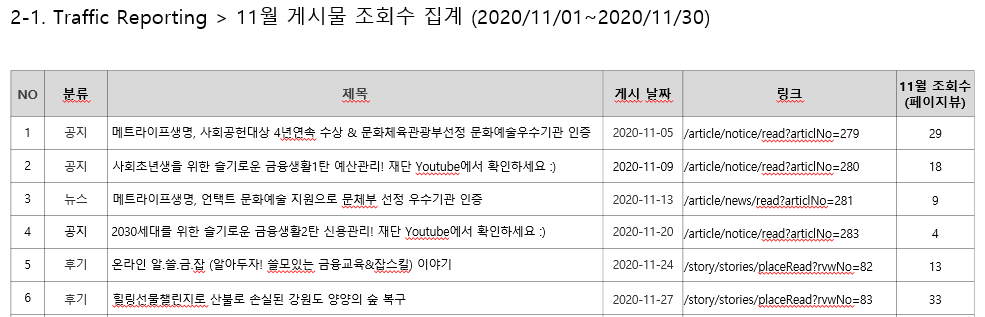 2-1. Traffic Reporting > 11월 게시물 조회수 집계 (2020/11/01~2020/11/30)
NO 분류 제목 게시 날짜 링크 11월 조회수 (페이지뷰)
1 공지 메트라이프생명, 사회공헌대상 4년연속 수상 & 문화체육관광부선정 문화예술우수기관 인증 2020-11-05 /article/notice/read?articlNo=279 29
2 공지 사회초년생을 위한 슬기로운 금융생활1탄 예산관리! 재단 Youtube에서 확인하세요 :) 2020-11-09 /article/notice/read?articlNo=280 18
3 뉴스 메트라이프생명, 언택트 문화예술 지원으로 문체부 선정 우수기관 인증 2020-11-13 /article/news/read?articlNo=281 9
4 공지 2030세대를 위한 슬기로운 금융생활2탄 신용관리! 재단 Youtube에서 확인하세요 :) 2020-11-20 /article/notice/read?articlNo=283 4
5 후기 온라인 알.쓸.금.잡 (알아두자! 쓸모있는 금융교육&잡스킬) 이야기 2020-11-24 /story/stories/placeRead?rvwNo=82 13
6 후기 힐링선물챌린지로 산불로 손실된 강원도 양양의 숲 복구 2020-11-27 /story/stories/placeRead?rvwNo=83 33